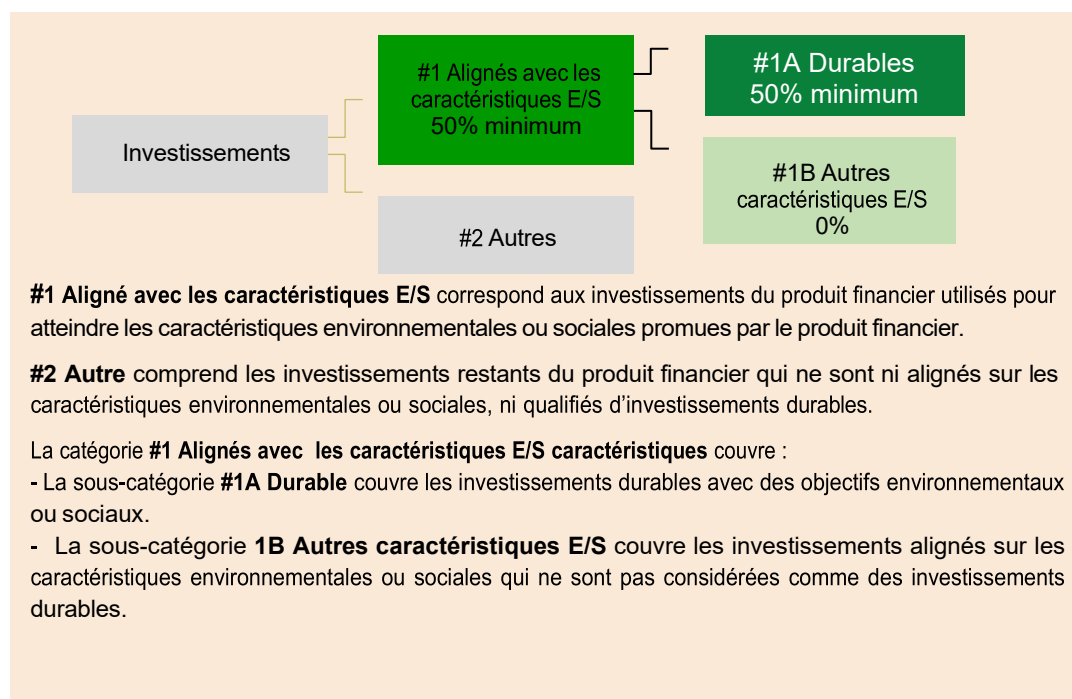 #1 Alignés avec les
caractéristiques E/S
50% minimum
#1A Durables
50% minimum
Investissements
#1B Autres
caractéristiques E/S
0%
#2 Autres
#1 Aligné avec les caractéristiques E/S correspond aux investissements du produit financier utilisés pour
atteindre les caractéristiques environnementales ou sociales promues par le produit financier.
#2 Autre comprend les investissements restants du produit financier qui ne sont ni alignés sur les
caractéristiques environnementales ou sociales, ni qualifiés d'investissements durables.
La catégorie #1 Alignés avec les caractéristiques E/S caractéristiques couvre :
- La sous-catégorie #1A Durable couvre les investissements durables avec des objectifs environnementaux
ou sociaux.
- La sous-catégorie 1B Autres caractéristiques E/S couvre les investissements alignés sur les
caractéristiques environnementales ou sociales qui ne sont pas considérées comme des investissements
durables.